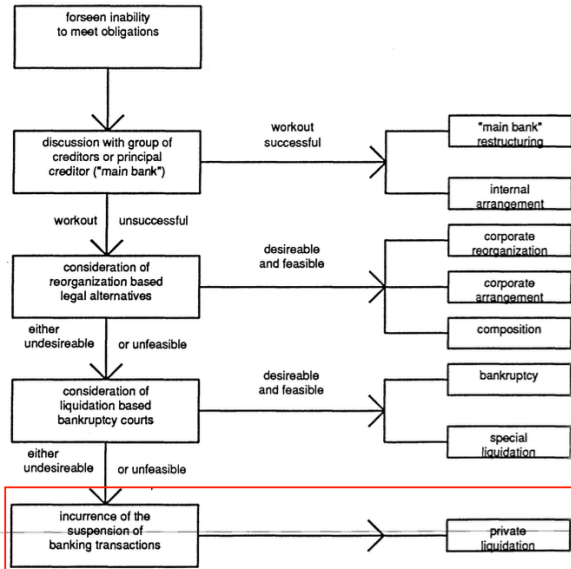 forseen inability
to meet obligations
discussion with group of
creditors or principal
creditor ("main bank")
workout
successful
"main bank"
restructuring
internal
arrangement
workout unsuccessful
consideration of
reorganization based
legal alternatives
desireable
and feasible
corporate
reorganization
corporate
arrangement
composition
either
undesireable or unfeasible
consideration of
liquidation based
bankruptcy courts
desireable
and feasible
bankruptcy
special
liquidation
either
undesireable or unfeasible
incurrence of the
suspension of
banking transactions
private
liquidation